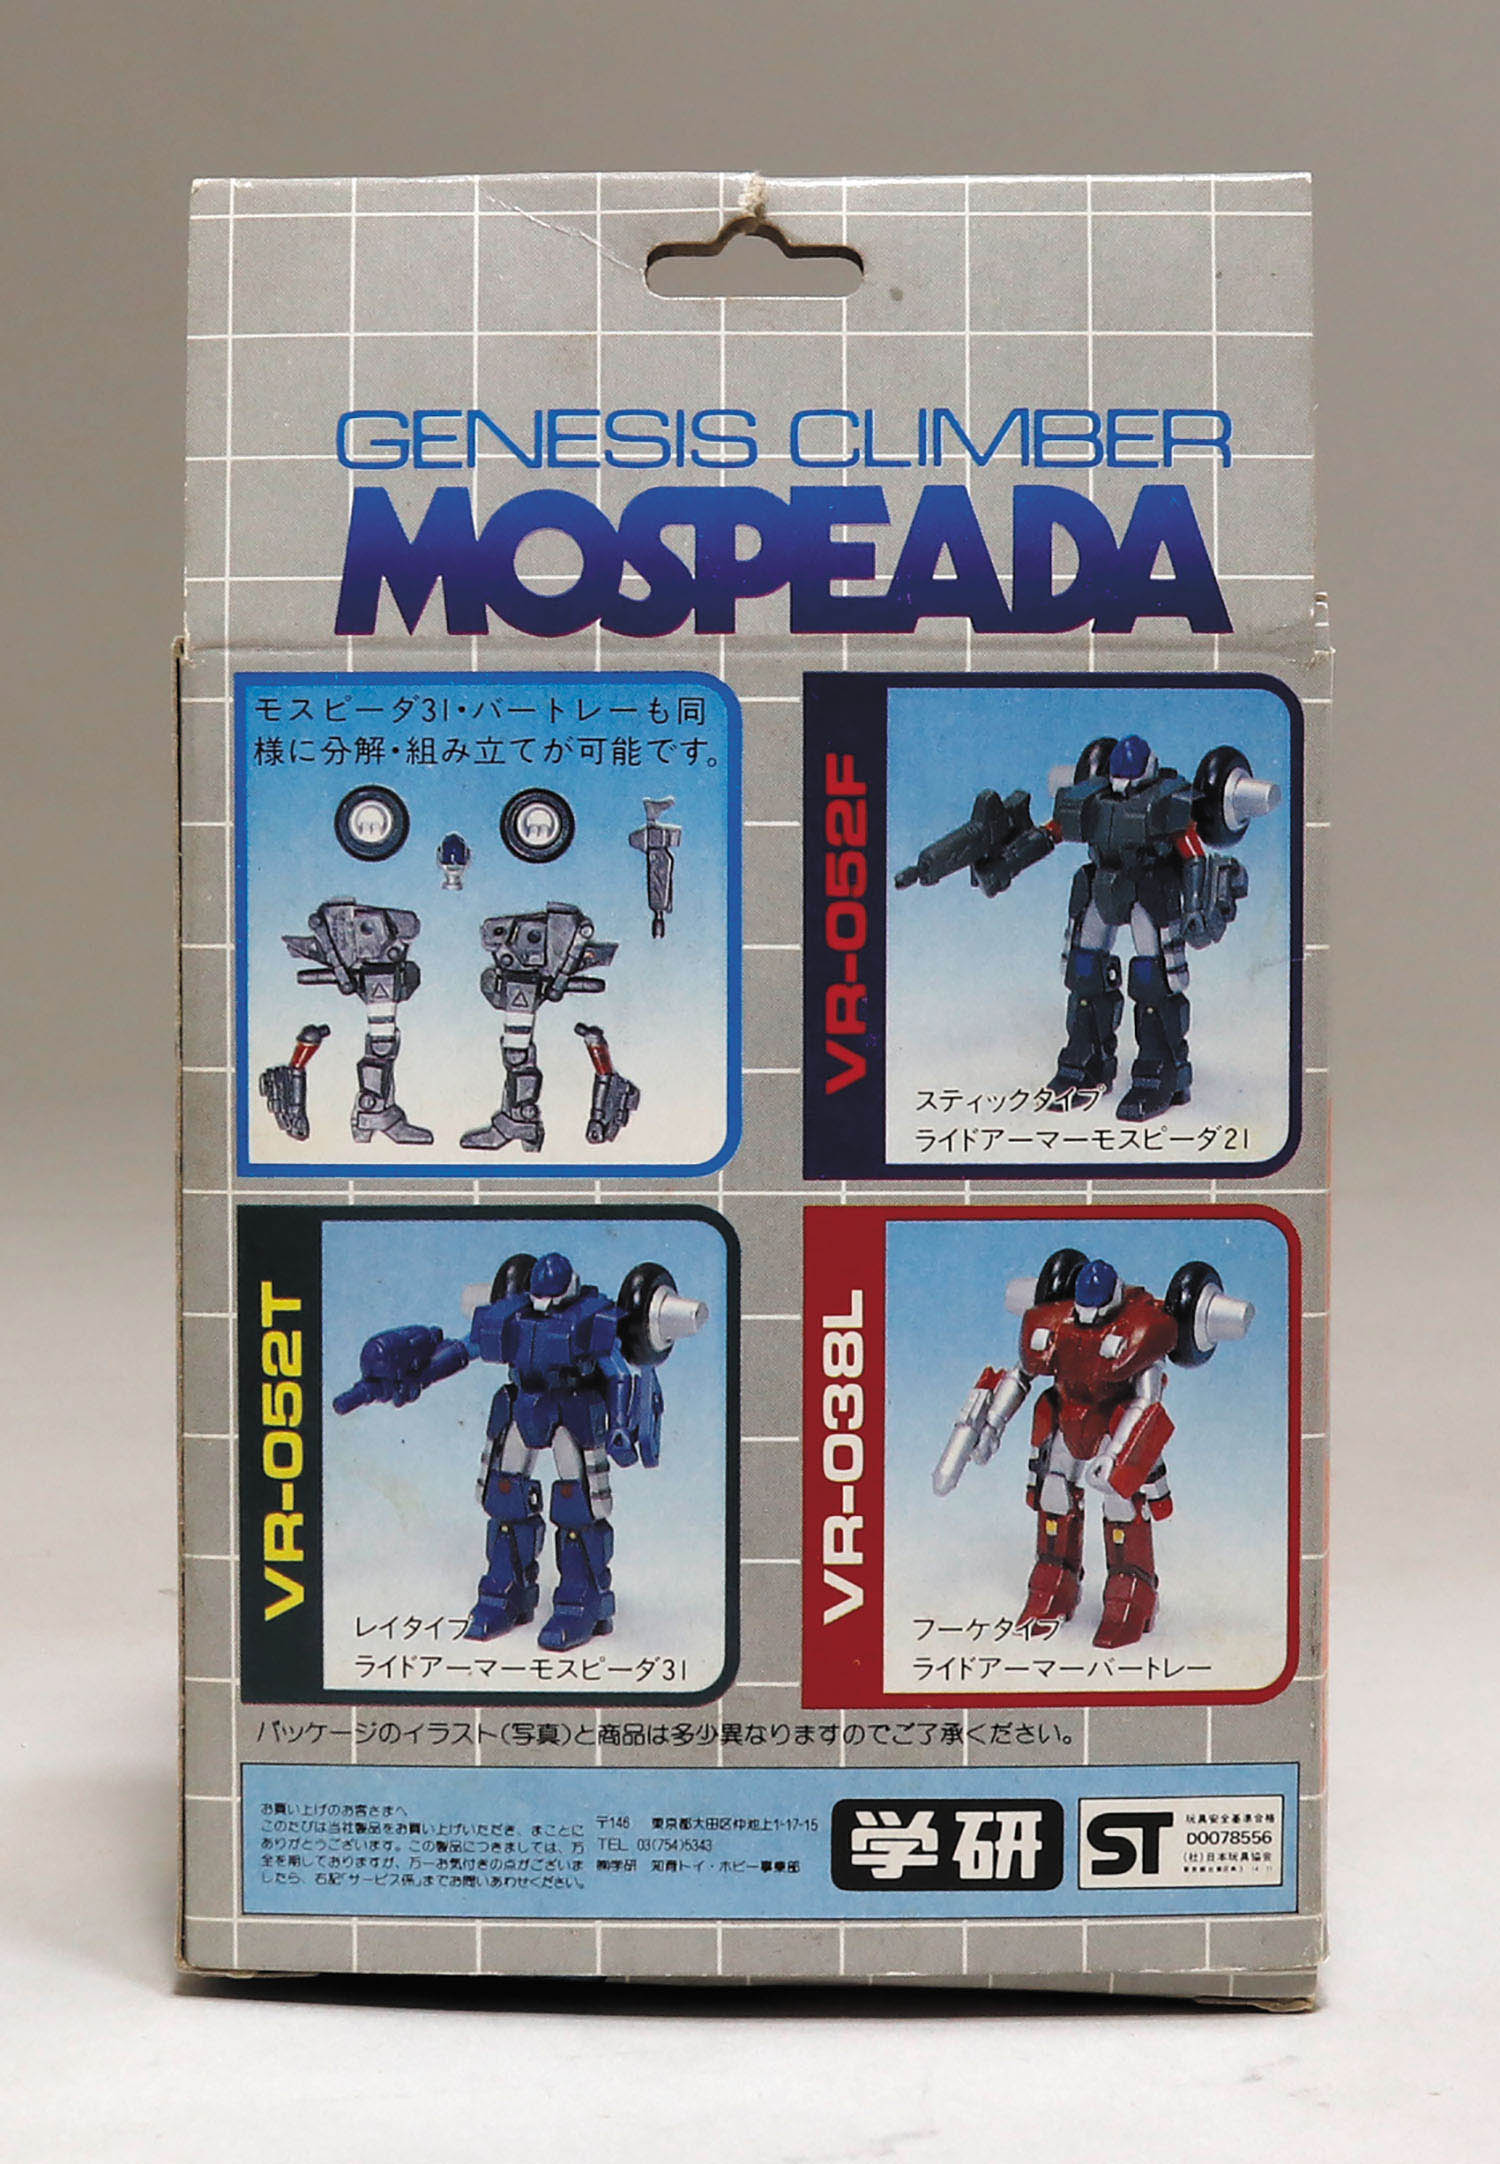 GENESIS CLIMBER
MOSPEADA
モスピーダ31・バートレーも同
様に分解・組み立てが可能です。
VR-052F
スティックタイプ
ライドアーマーモスピーダ21
VR-052T
レイタイプ
ライドアーマーモスピーダ31
VR-038L
フーケタイプ
ライドアーマーバートレー
パッケージのイラスト(写真)と商品は多少異なりますのでご了承ください。
お買い上げのお客さまへ
このたびは当社製品をお買い上げいただき、まことに
ありがとうございます。この製品につきましては、万
全を期しておりますが、万一お気付きの点がございま
したら、右記「サービス係」までお問いあわせください。
〒146 東京都大田区仲池上1-17-15
TEL 03(754)5343
㈱学研 知育トイ・ホビー事業部
学研
ST
玩具安全基準合格
D0078556
(社)日本玩具協会